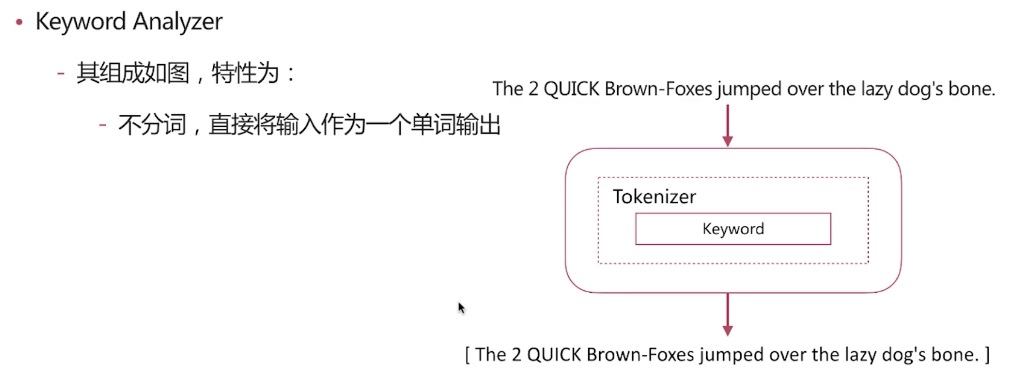 • Keyword Analyzer
- 其组成如图，特性为：
- 不分词，直接将输入作为一个单词输出
The 2 QUICK Brown-Foxes jumped over the lazy dog's bone.
Tokenizer
Keyword
[ The 2 QUICK Brown-Foxes jumped over the lazy dog's bone. ]